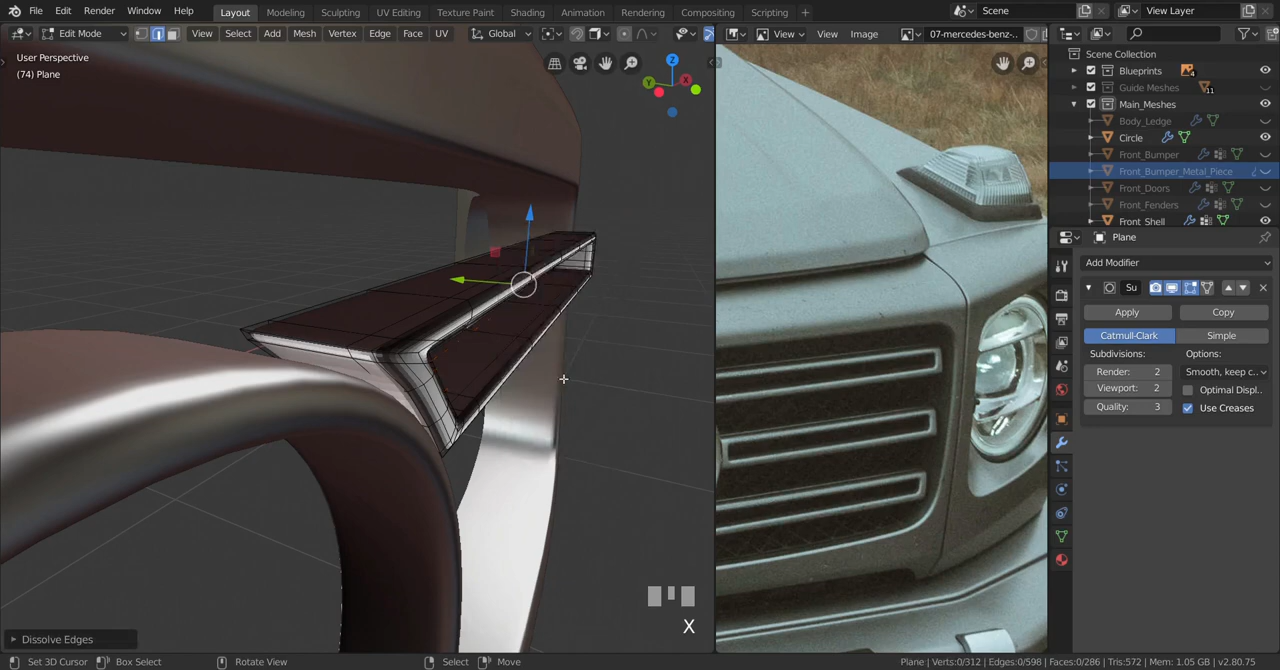 File Edit Render Window Help Layout Modeling Sculpting UV Editing Texture Paint Shading Animation Rendering Compositing Scripting + Scene View Layer
Edit Mode View Select Add Mesh Vertex Edge Face UV Global View View Image 07-mercedes-benz-..
User Perspective
(74) Plane
Z
Y
X
Scene Collection
Blueprints 4
Guide Meshes 11
Main_Meshes
Body_Ledge
Circle
Front_Bumper
Front_Bumper_Metal_Piece
Front_Doors
Front_Fenders
Front_Shell
Plane
Add Modifier
Su
Apply Copy
Catmull-Clark Simple
Subdivisions: Options:
Render: 2 Smooth, keep c..
Viewport: 2 Optimal Displ..
Quality: 3 Use Creases
X
Dissolve Edges
Set 3D Cursor Box Select Rotate View Select Move Plane | Verts:0/312 | Edges:0/598 | Faces:0/286 | Tris:572 | Mem: 1.05 GB | v2.80.75